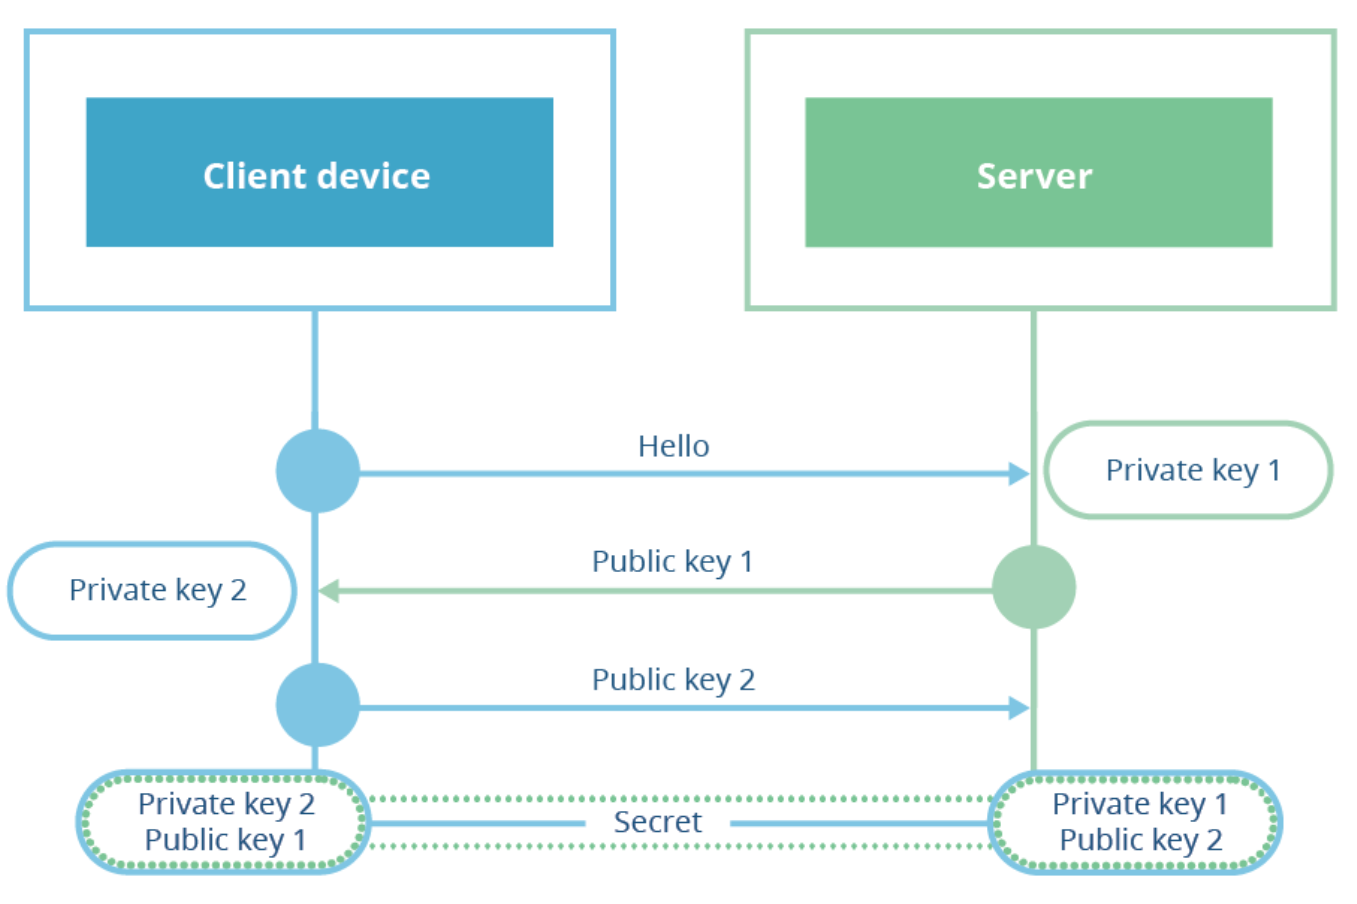 Client device
Server
Hello
Private key 1
Public key 1
Private key 2
Public key 2
Private key 2
Public key 1
Secret
Private key 1
Public key 2